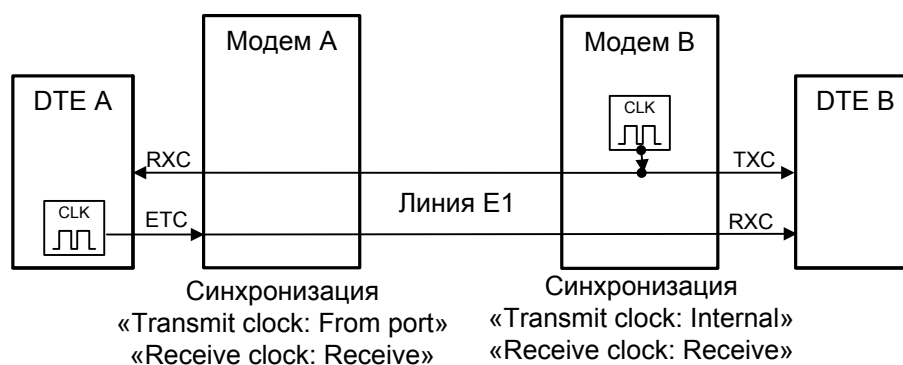 Модем А
Модем В
DTE A
CLK
DTE B
RXC
TXC
CLK
ETC
Линия Е1
RXC
Синхронизация
«Transmit clock: From port»
«Receive clock: Receive»
Синхронизация
«Transmit clock: Internal»
«Receive clock: Receive»